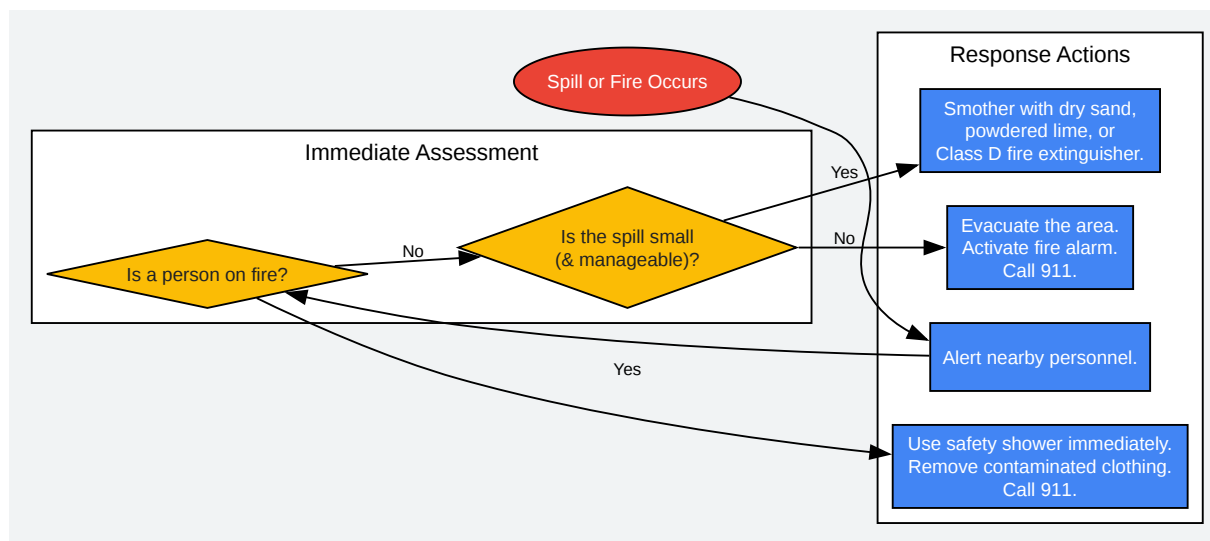 Spill or Fire Occurs
Immediate Assessment
Is a person on fire?
No
Is the spill small
(& manageable)?
Yes
No
Yes
Response Actions
Smother with dry sand,
powdered lime, or
Class D fire extinguisher.
Evacuate the area.
Activate fire alarm.
Call 911.
Alert nearby personnel.
Use safety shower immediately.
Remove contaminated clothing.
Call 911.